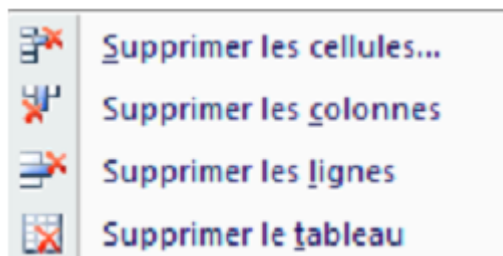 Supprimer les cellules...
Supprimer les colonnes
Supprimer les lignes
Supprimer le tableau